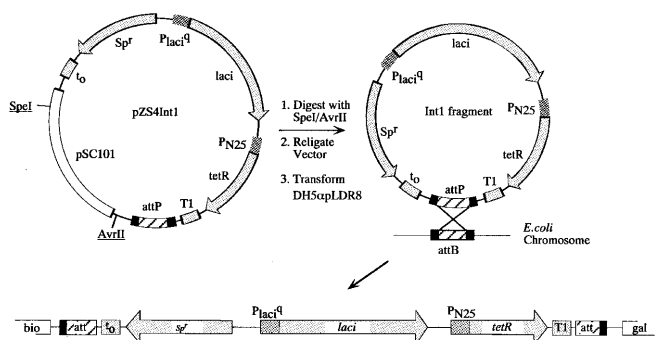 Spr
PlacIq
lacI
to
SpeI
pZS4Int1
pSC101
PN25
tetR
T1
attP
AvrII
1. Digest with SpeI/AvrII
2. Religate Vector
3. Transform DH5αpLDR8
lacI
PlacIq
Int1 fragment
PN25
Spr
tetR
to
attP
T1
attB
E.coli Chromosome
bio
att
to
spr
PlacIq
lacI
PN25
tetR
T1
att
gal